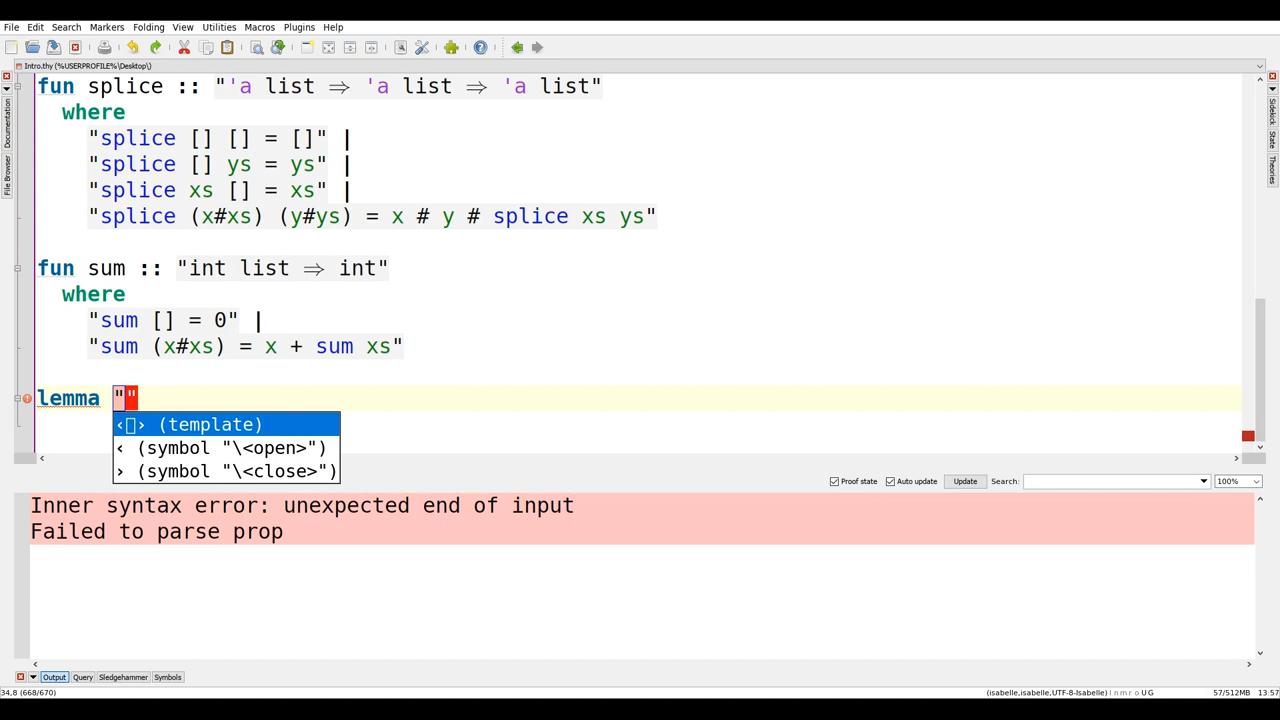 File Edit Search Markers Folding View Utilities Macros Plugins Help
Intro.thy (%USERPROFILE%\Desktop\)
fun splice :: "'a list ⇒ 'a list ⇒ 'a list"
where
"splice [] [] = []" |
"splice [] ys = ys" |
"splice xs [] = xs" |
"splice (x#xs) (y#ys) = x # y # splice xs ys"
fun sum :: "int list ⇒ int"
where
"sum [] = 0" |
"sum (x#xs) = x + sum xs"
lemma ""
‹▯› (template)
‹ (symbol "\<open>")
› (symbol "\<close>")
Documentation
File Browser
Sidekick
State
Theories
Proof state Auto update Update Search: 100%
Inner syntax error: unexpected end of input
Failed to parse prop
Output Query Sledgehammer Symbols
34,8 (668/670) (isabelle,isabelle,UTF-8-Isabelle) l n m r o U G 57/512MB 13:57